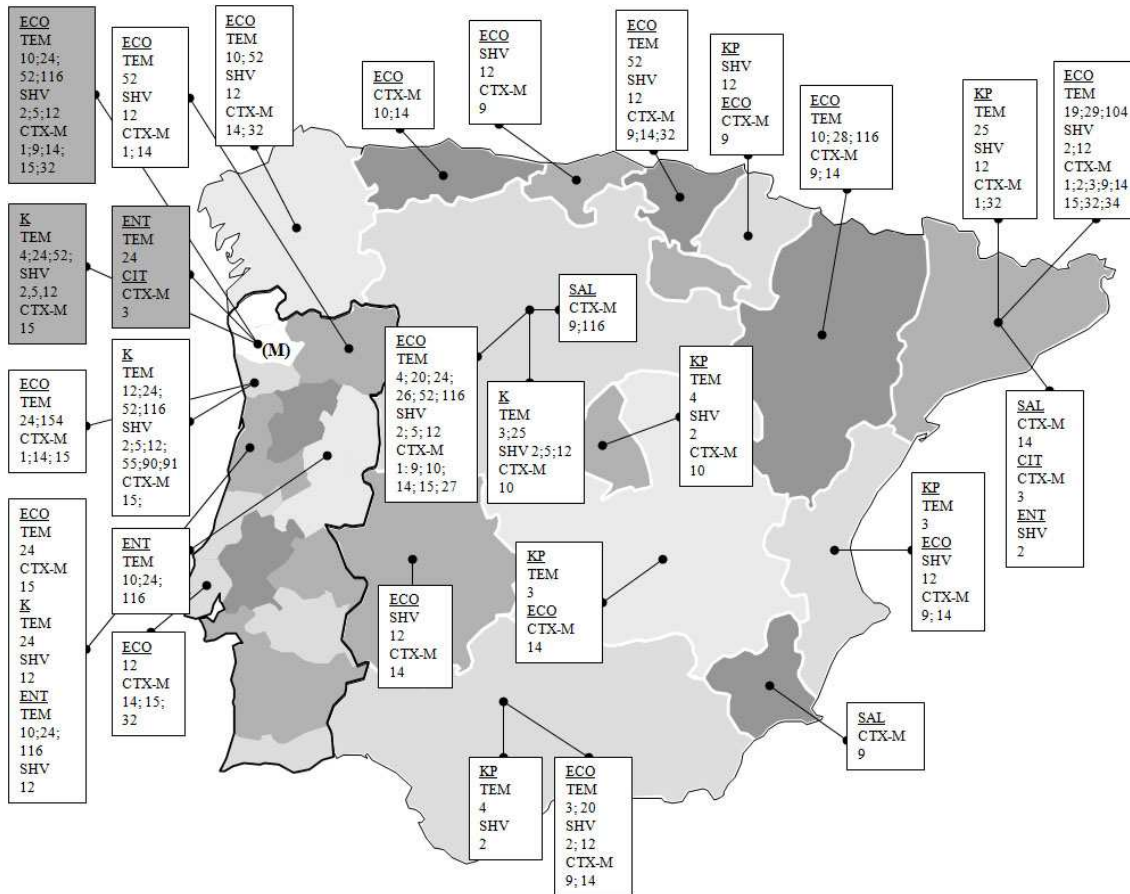 ECO
TEM
10;24;
52;116
SHV
2;5;12
CTX-M
1;9;14;
15;32
ECO
TEM
52
SHV
12
CTX-M
1; 14
ECO
TEM
10; 52
SHV
12
CTX-M
14; 32
ECO
CTX-M
10;14
ECO
SHV
12
CTX-M
9
ECO
TEM
52
SHV
12
CTX-M
9;14;32
KP
SHV
12
ECO
CTX-M
9
ECO
TEM
10; 28; 116
CTX-M
9; 14
KP
TEM
25
SHV
12
CTX-M
1;32
ECO
TEM
19;29;104
SHV
2;12
CTX-M
1;2;3;9;14
15;32;34
K
TEM
4;24;52;
SHV
2,5,12
CTX-M
15
ENT
TEM
24
CIT
CTX-M
3
(M)
SAL
CTX-M
9;116
ECO
TEM
24;154
CTX-M
1;14; 15
K
TEM
12;24;
52;116
SHV
2;5;12;
55;90;91
CTX-M
15;
ECO
TEM
4; 20; 24;
26; 52; 116
SHV
2; 5; 12
CTX-M
1: 9; 10;
14; 15; 27
K
TEM
3;25
SHV 2;5;12
CTX-M
10
KP
TEM
4
SHV
2
CTX-M
10
SAL
CTX-M
14
CIT
CTX-M
3
ENT
SHV
2
KP
TEM
3
ECO
SHV
12
CTX-M
9; 14
ECO
TEM
24
CTX-M
15
K
TEM
24
SHV
12
ENT
TEM
10;24;
116
SHV
12
ENT
TEM
10;24;
116
ECO
12
CTX-M
14; 15;
32
ECO
SHV
12
CTX-M
14
KP
TEM
3
ECO
CTX-M
14
SAL
CTX-M
9
KP
TEM
4
SHV
2
ECO
TEM
3; 20
SHV
2; 12
CTX-M
9; 14